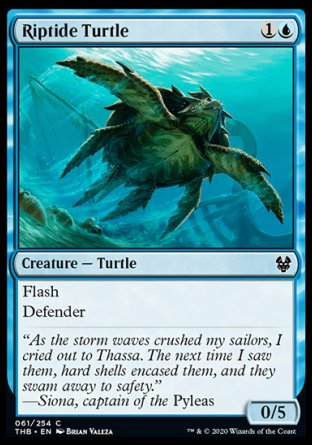 Riptide Turtle 1
Creature — Turtle
Flash
Defender
“As the storm waves crushed my sailors, I
cried out to Thassa. The next time I saw
them, hard shells encased them, and they
swam away to safety.”
—Siona, captain of the Pyleas
0/5
061/254 C
THB • EN Brian Valeza
™ & © 2020 Wizards of the Coast